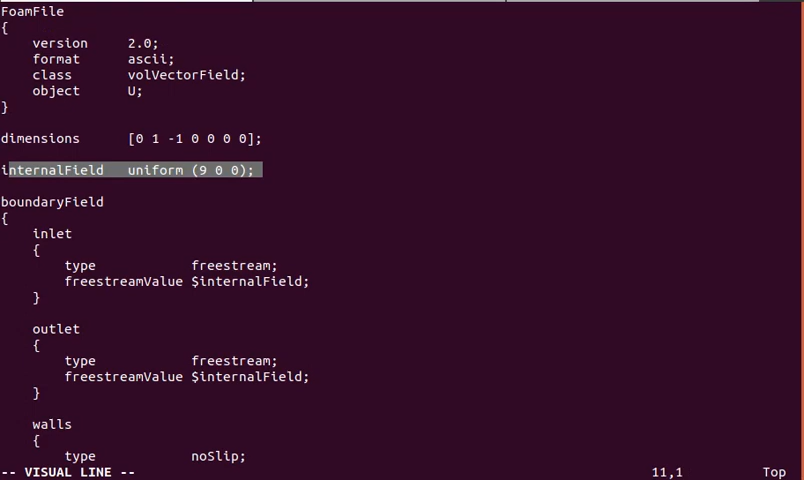 FoamFile
{
    version     2.0;
    format      ascii;
    class       volVectorField;
    object      U;
}
dimensions      [0 1 -1 0 0 0 0];
internalField   uniform (9 0 0);
boundaryField
{
    inlet
    {
        type            freestream;
        freestreamValue $internalField;
    }
    outlet
    {
        type            freestream;
        freestreamValue $internalField;
    }
    walls
    {
        type            noSlip;
-- VISUAL LINE --                                                                 11,1          Top